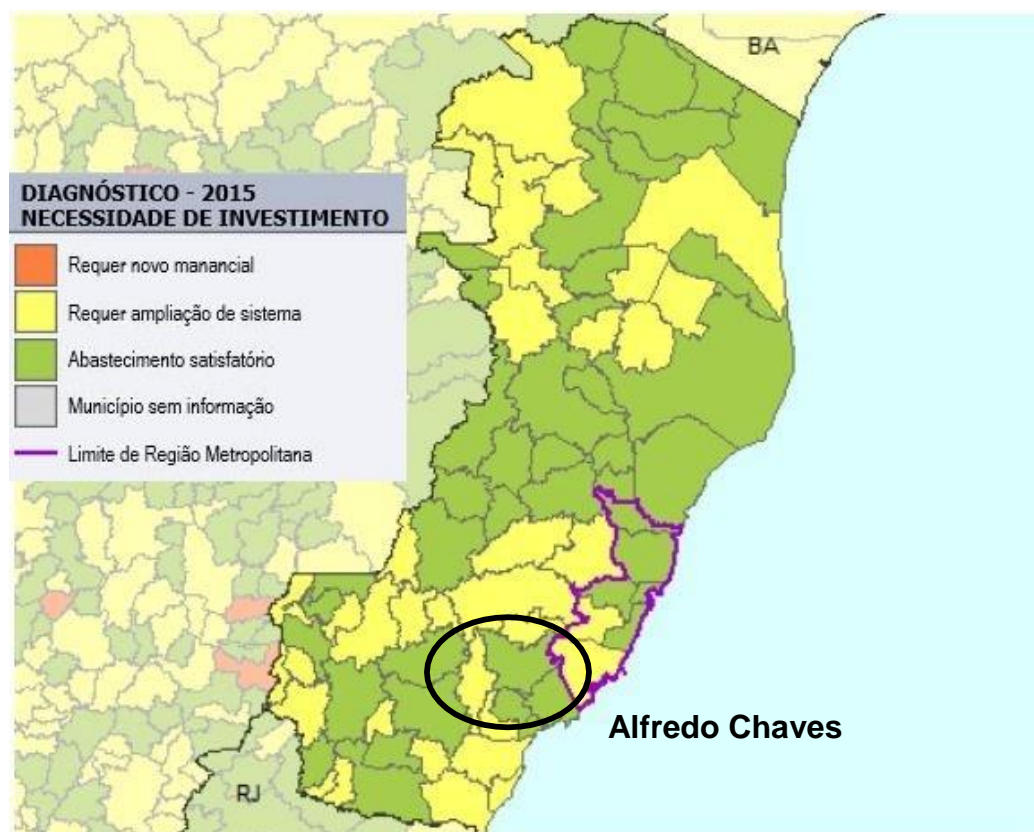 BA
DIAGNÓSTICO - 2015
NECESSIDADE DE INVESTIMENTO
Requer novo manancial
Requer ampliação de sistema
Abastecimento satisfatório
Município sem informação
Limite de Região Metropolitana
Alfredo Chaves
RJ